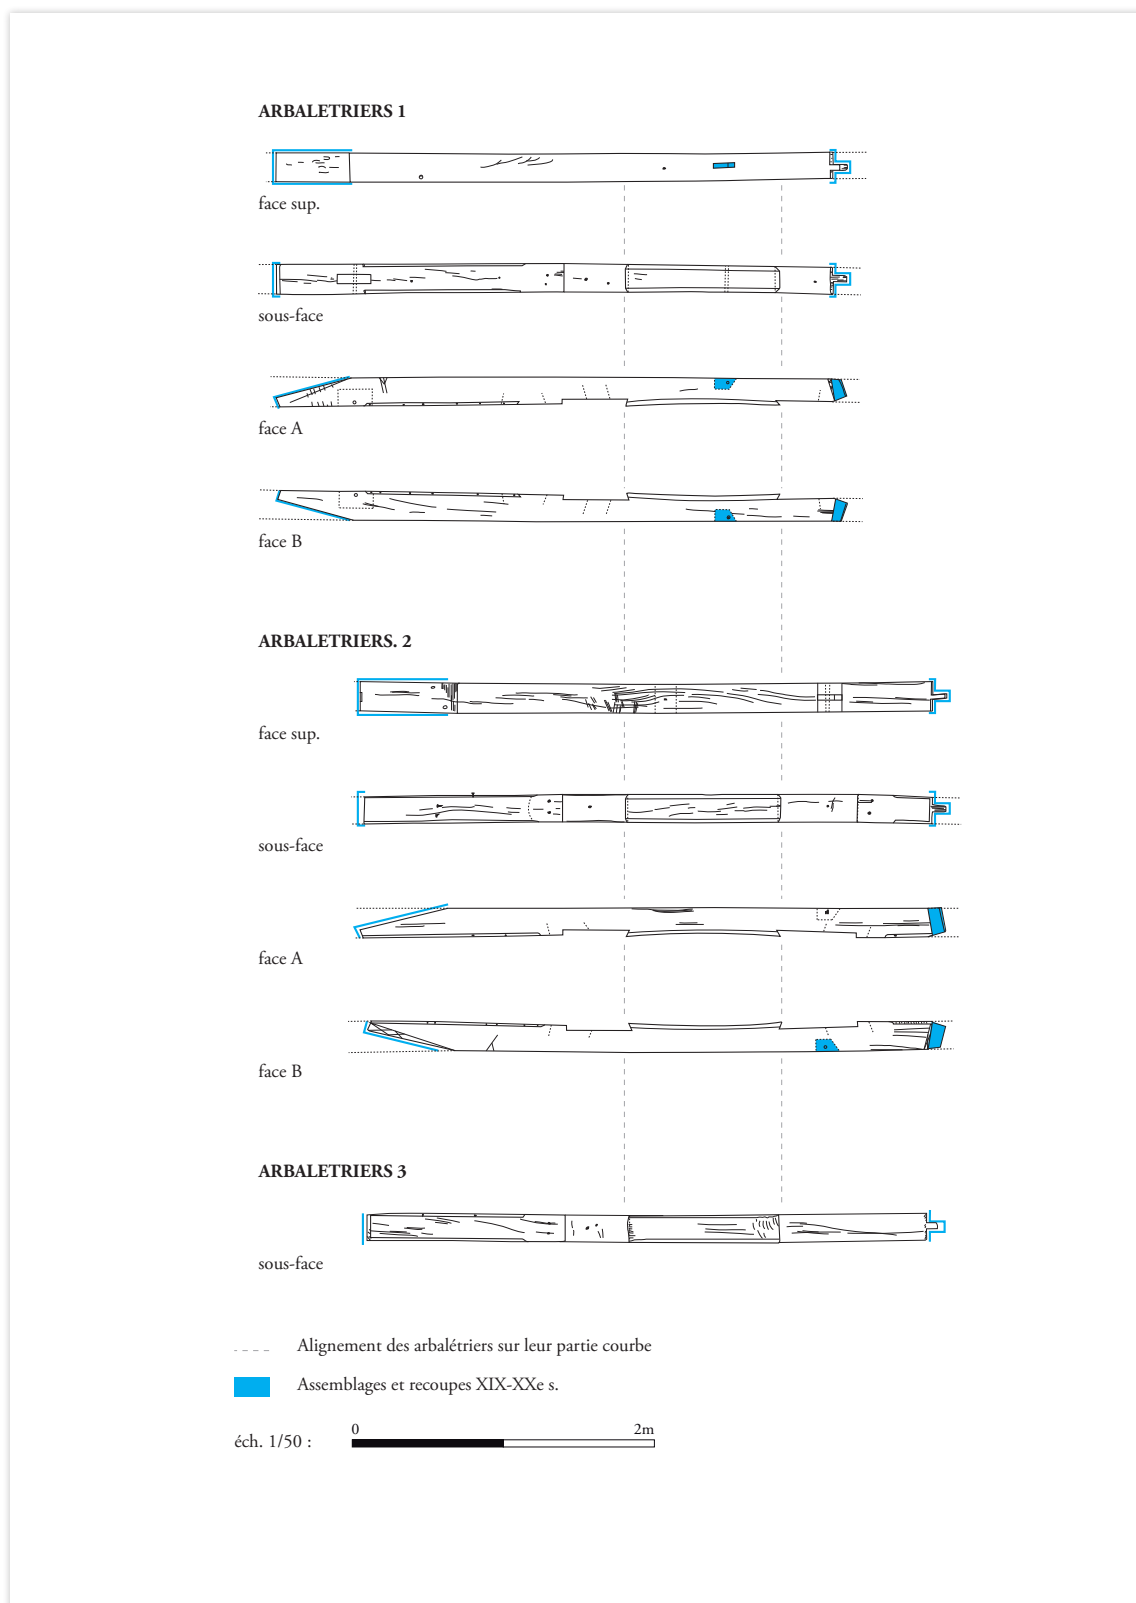 ARBALETRIERS 1
face sup.
sous-face
face A
face B
ARBALETRIERS. 2
face sup.
sous-face
face A
face B
ARBALETRIERS 3
sous-face
Alignement des arbalétriers sur leur partie courbe
Assemblages et recoupes XIX-XXe s.
éch. 1/50 : 0 2m